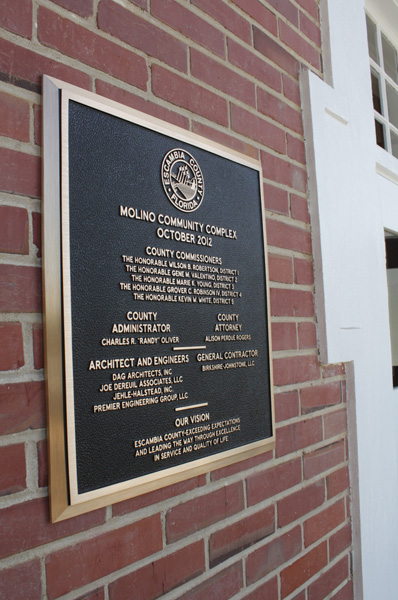 ESCAMBIA COUNTY
FLORIDA
MOLINO COMMUNITY COMPLEX
OCTOBER 2012
COUNTY COMMISSIONERS
THE HONORABLE WILSON B. ROBERTSON, DISTRICT 1
THE HONORABLE GENE M. VALENTINO, DISTRICT 2
THE HONORABLE MARIE K. YOUNG, DISTRICT 3
THE HONORABLE GROVER C. ROBINSON IV, DISTRICT 4
THE HONORABLE KEVIN W. WHITE, DISTRICT 5
COUNTY
ADMINISTRATOR
CHARLES R. "RANDY" OLIVER
COUNTY
ATTORNEY
ALISON PERDUE ROGERS
ARCHITECT AND ENGINEERS
DAG ARCHITECTS, INC
JOE DEREUIL ASSOCIATES, LLC
JEHLE-HALSTEAD, INC.
PREMIER ENGINEERING GROUP, LLC
GENERAL CONTRACTOR
BIRKSHIRE-JOHNSTONE, LLC
OUR VISION
ESCAMBIA COUNTY-EXCEEDING EXPECTATIONS
AND LEADING THE WAY THROUGH EXCELLENCE
IN SERVICE AND QUALITY OF LIFE